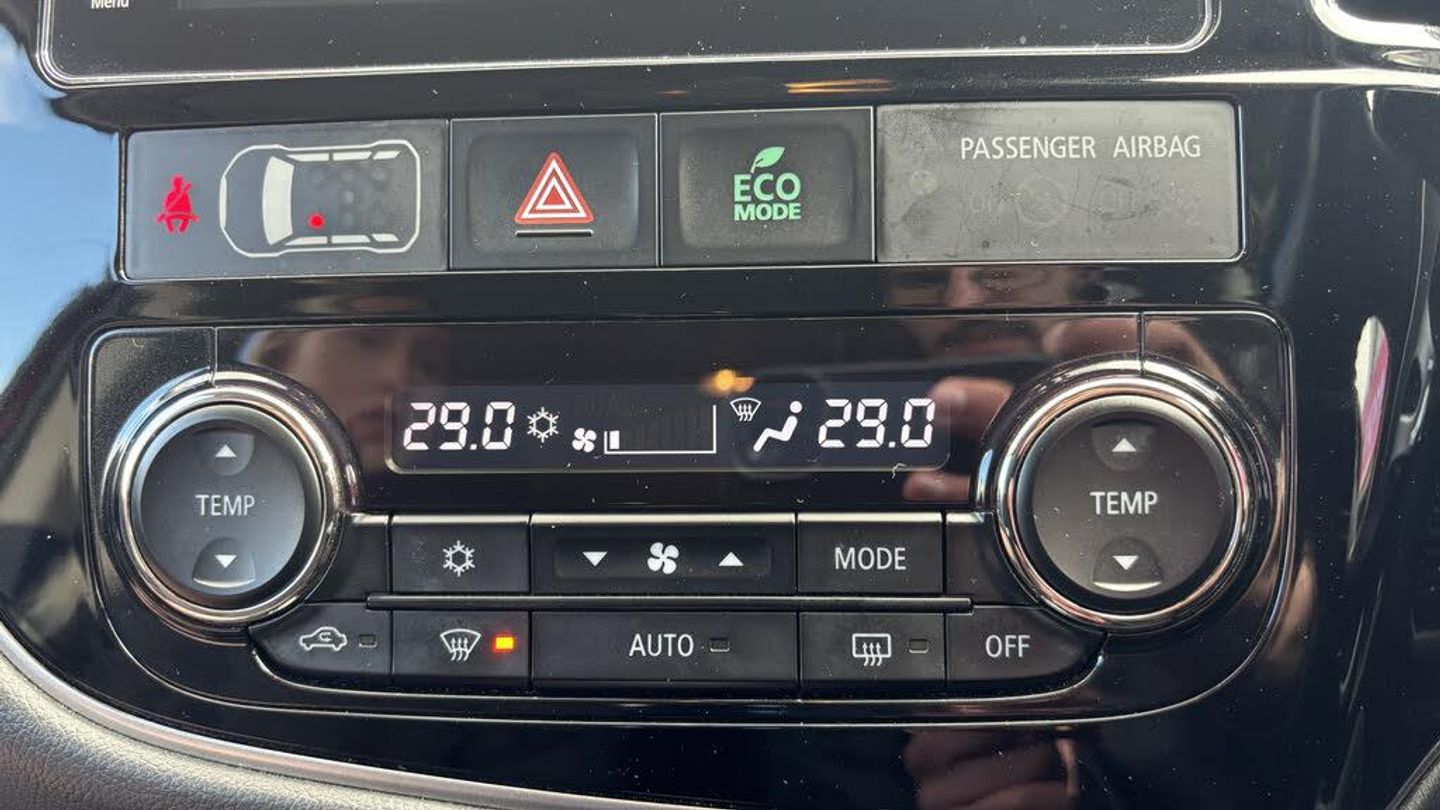 Menu
PASSENGER AIRBAG
ECO
MODE
29.0 29.0
TEMP
TEMP
MODE
AUTO
OFF